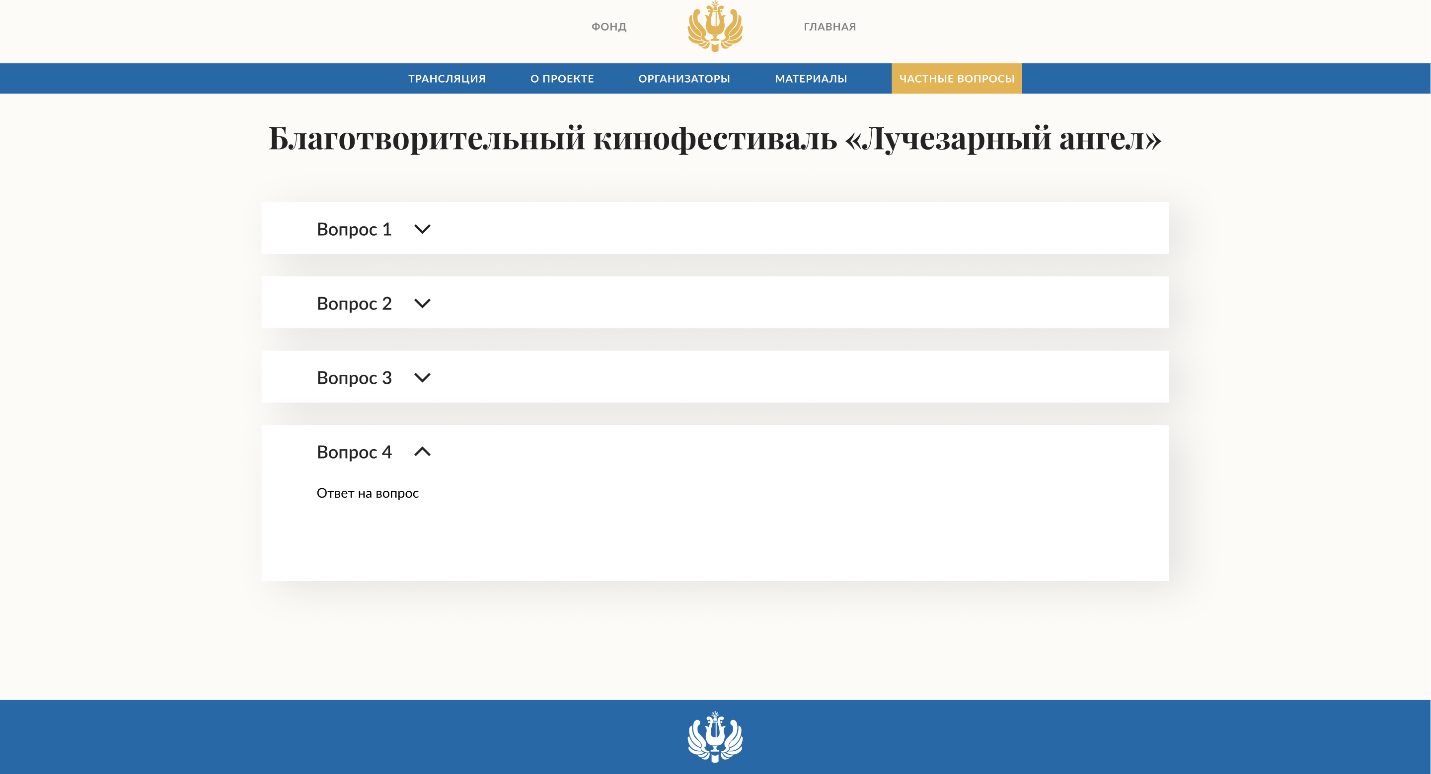 ФОНД ГЛАВНАЯ
ТРАНСЛЯЦИЯ О ПРОЕКТЕ ОРГАНИЗАТОРЫ МАТЕРИАЛЫ ЧАСТНЫЕ ВОПРОСЫ
Благотворительный кинофестиваль «Лучезарный ангел»
Вопрос 1
Вопрос 2
Вопрос 3
Вопрос 4
Ответ на вопрос